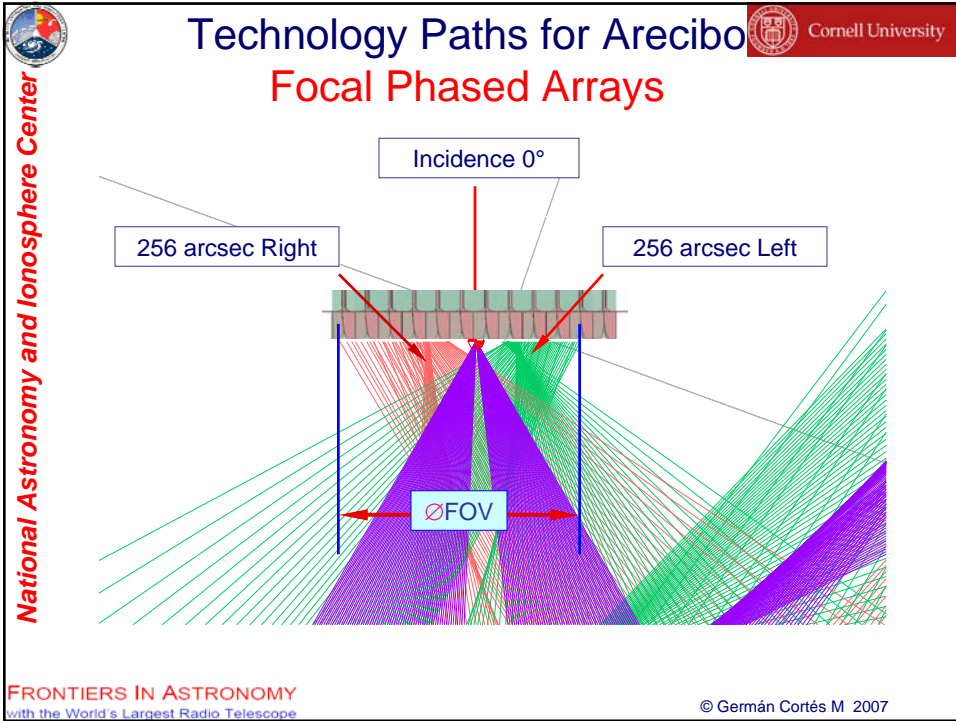 Technology Paths for Arecibo
Cornell University
Focal Phased Arrays
National Astronomy and Ionosphere Center
Incidence 0°
256 arcsec Right
256 arcsec Left
∅FOV
FRONTIERS IN ASTRONOMY
with the World's Largest Radio Telescope
© Germán Cortés M 2007